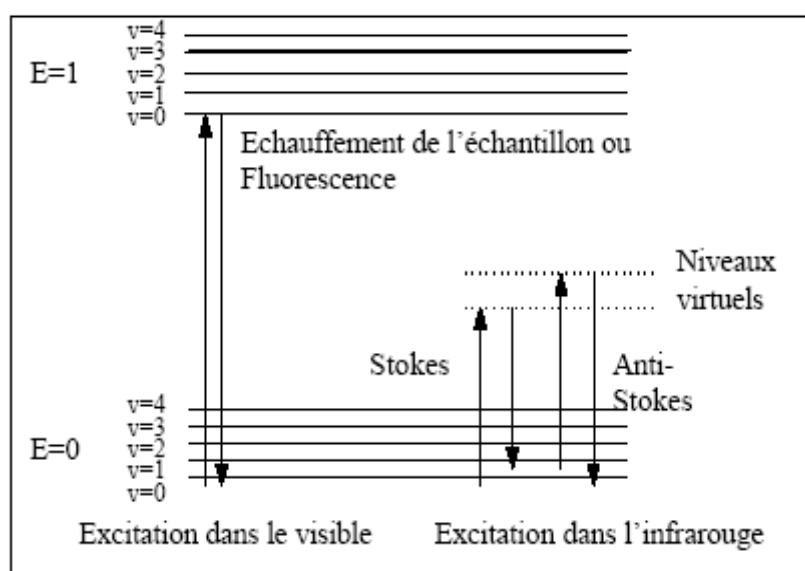 v=4
v=3
E=1
v=2
v=1
v=0
Echauffement de l'échantillon ou
Fluorescence
Niveaux
virtuels
Stokes
Anti-
Stokes
v=4
v=3
E=0
v=2
v=1
v=0
Excitation dans le visible
Excitation dans l'infrarouge